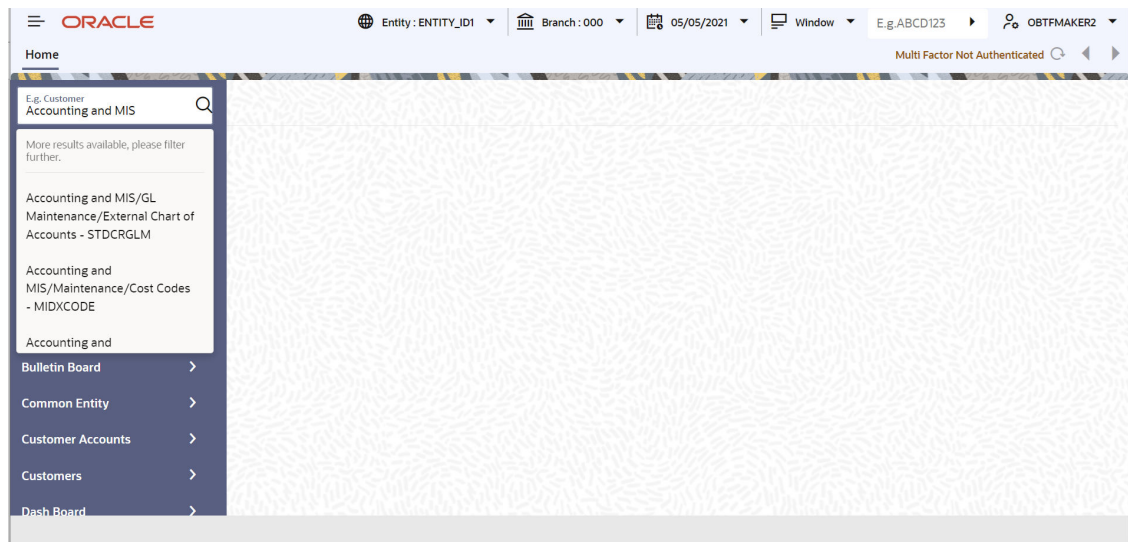 ORACLE
Entity : ENTITY_ID1
Branch : 000
05/05/2021
Window
E.g.ABCD123
OBTFMAKER2
Home
Multi Factor Not Authenticated
E.g. Customer
Accounting and MIS
More results available, please filter
further.
Accounting and MIS/GL
Maintenance/External Chart of
Accounts - STDCRGLM
Accounting and
MIS/Maintenance/Cost Codes
- MIDXCODE
Accounting and
Bulletin Board
Common Entity
Customer Accounts
Customers
Dash Board